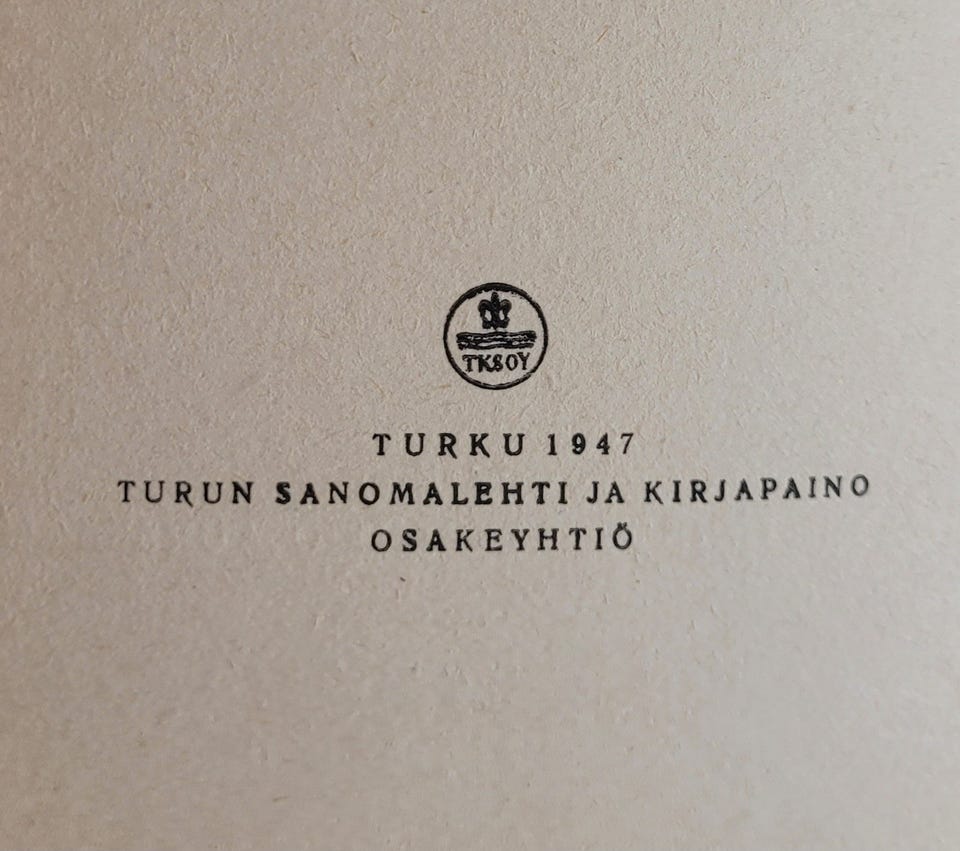 TKSOY
TURKU 1947
TURUN SANOMALEHTI JA KIRJAPAINO
OSAKEYHTIÖ